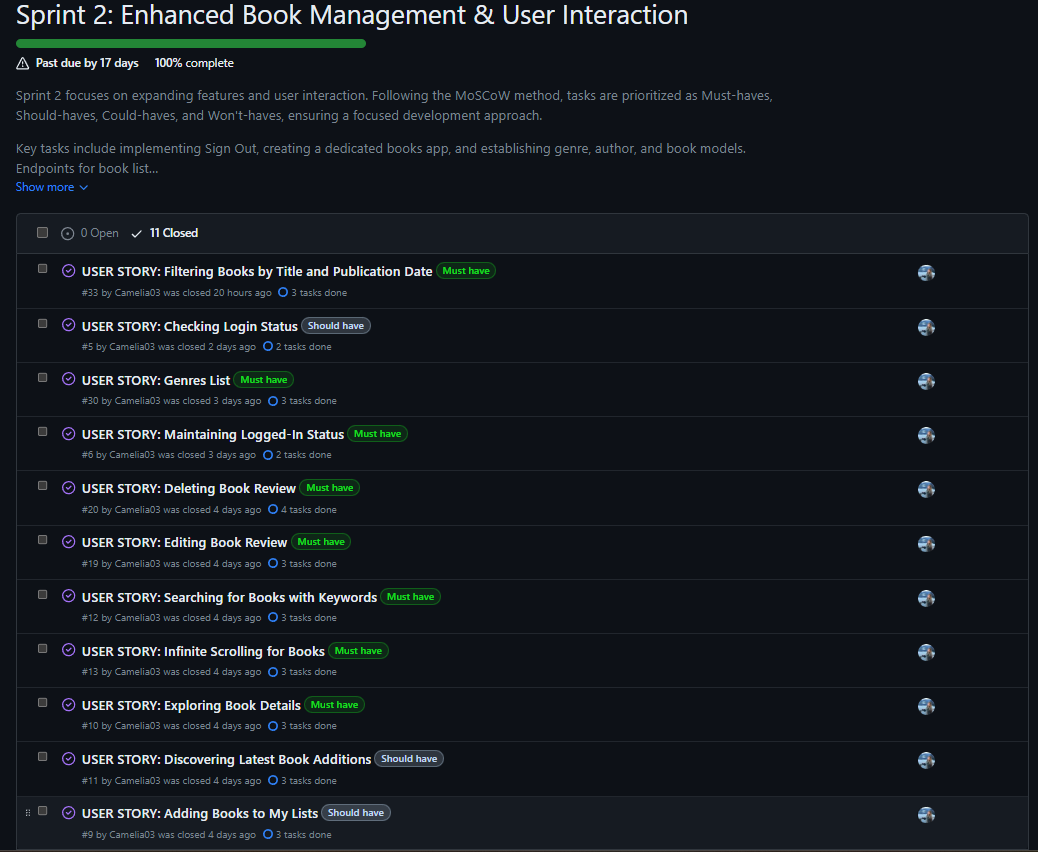 Sprint 2: Enhanced Book Management & User Interaction
Past due by 17 days 100% complete
Sprint 2 focuses on expanding features and user interaction. Following the MoSCoW method, tasks are prioritized as Must-haves,
Should-haves, Could-haves, and Won't-haves, ensuring a focused development approach.
Key tasks include implementing Sign Out, creating a dedicated books app, and establishing genre, author, and book models.
Endpoints for book list...
Show more
0 Open 11 Closed
USER STORY: Filtering Books by Title and Publication Date Must have
#33 by Camelia03 was closed 20 hours ago 3 tasks done
USER STORY: Checking Login Status Should have
#5 by Camelia03 was closed 2 days ago 2 tasks done
USER STORY: Genres List Must have
#30 by Camelia03 was closed 3 days ago 3 tasks done
USER STORY: Maintaining Logged-In Status Must have
#6 by Camelia03 was closed 3 days ago 2 tasks done
USER STORY: Deleting Book Review Must have
#20 by Camelia03 was closed 4 days ago 4 tasks done
USER STORY: Editing Book Review Must have
#19 by Camelia03 was closed 4 days ago 3 tasks done
USER STORY: Searching for Books with Keywords Must have
#12 by Camelia03 was closed 4 days ago 3 tasks done
USER STORY: Infinite Scrolling for Books Must have
#13 by Camelia03 was closed 4 days ago 3 tasks done
USER STORY: Exploring Book Details Must have
#10 by Camelia03 was closed 4 days ago 3 tasks done
USER STORY: Discovering Latest Book Additions Should have
#11 by Camelia03 was closed 4 days ago 3 tasks done
USER STORY: Adding Books to My Lists Should have
#9 by Camelia03 was closed 4 days ago 3 tasks done